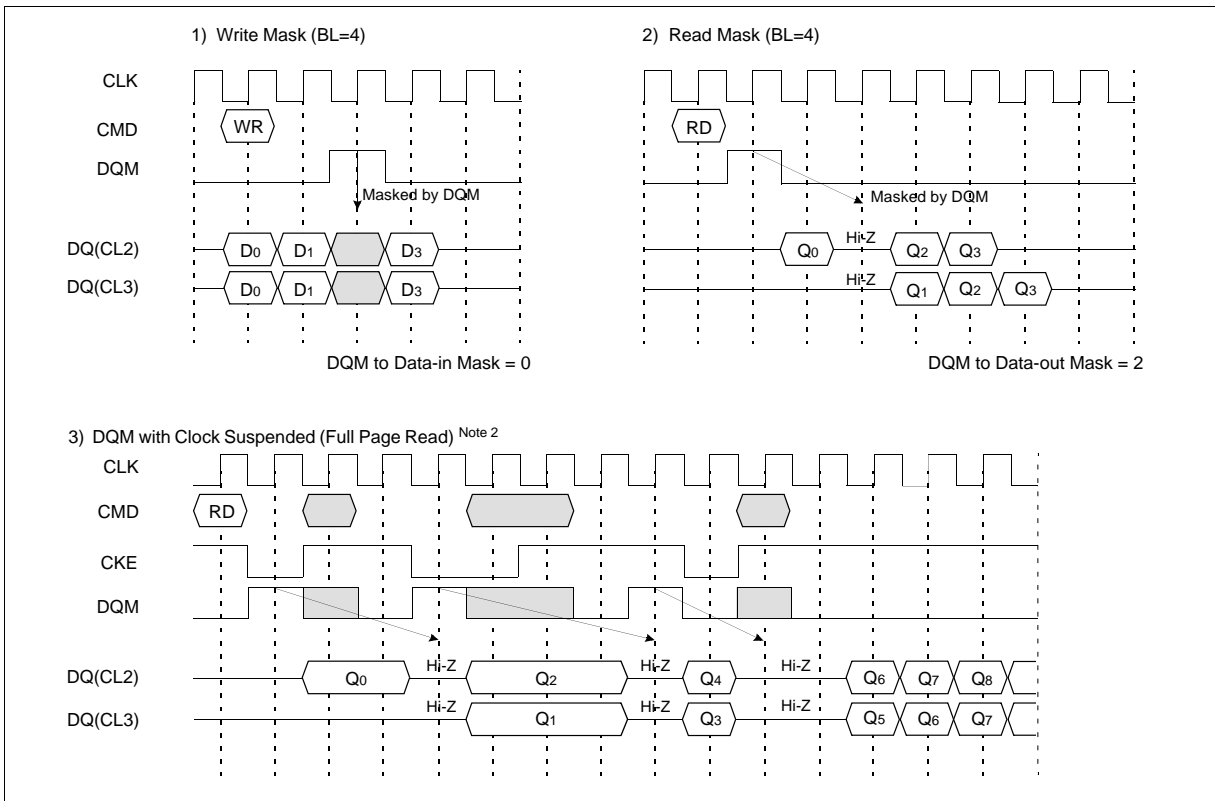 1) Write Mask (BL=4)
CLK
CMD
WR
DQM
Masked by DQM
DQ(CL2)
D0 D1 D3
DQ(CL3)
D0 D1 D3
DQM to Data-in Mask = 0
2) Read Mask (BL=4)
RD
Masked by DQM
Hi-Z
Q0 Q2 Q3
Hi-Z
Q1 Q2 Q3
DQM to Data-out Mask = 2
3) DQM with Clock Suspended (Full Page Read) Note 2
CLK
CMD
RD
CKE
DQM
DQ(CL2)
Q0 Hi-Z Q2 Hi-Z Q4 Hi-Z Q6 Q7 Q8
DQ(CL3)
Hi-Z Q1 Hi-Z Q3 Hi-Z Q5 Q6 Q7